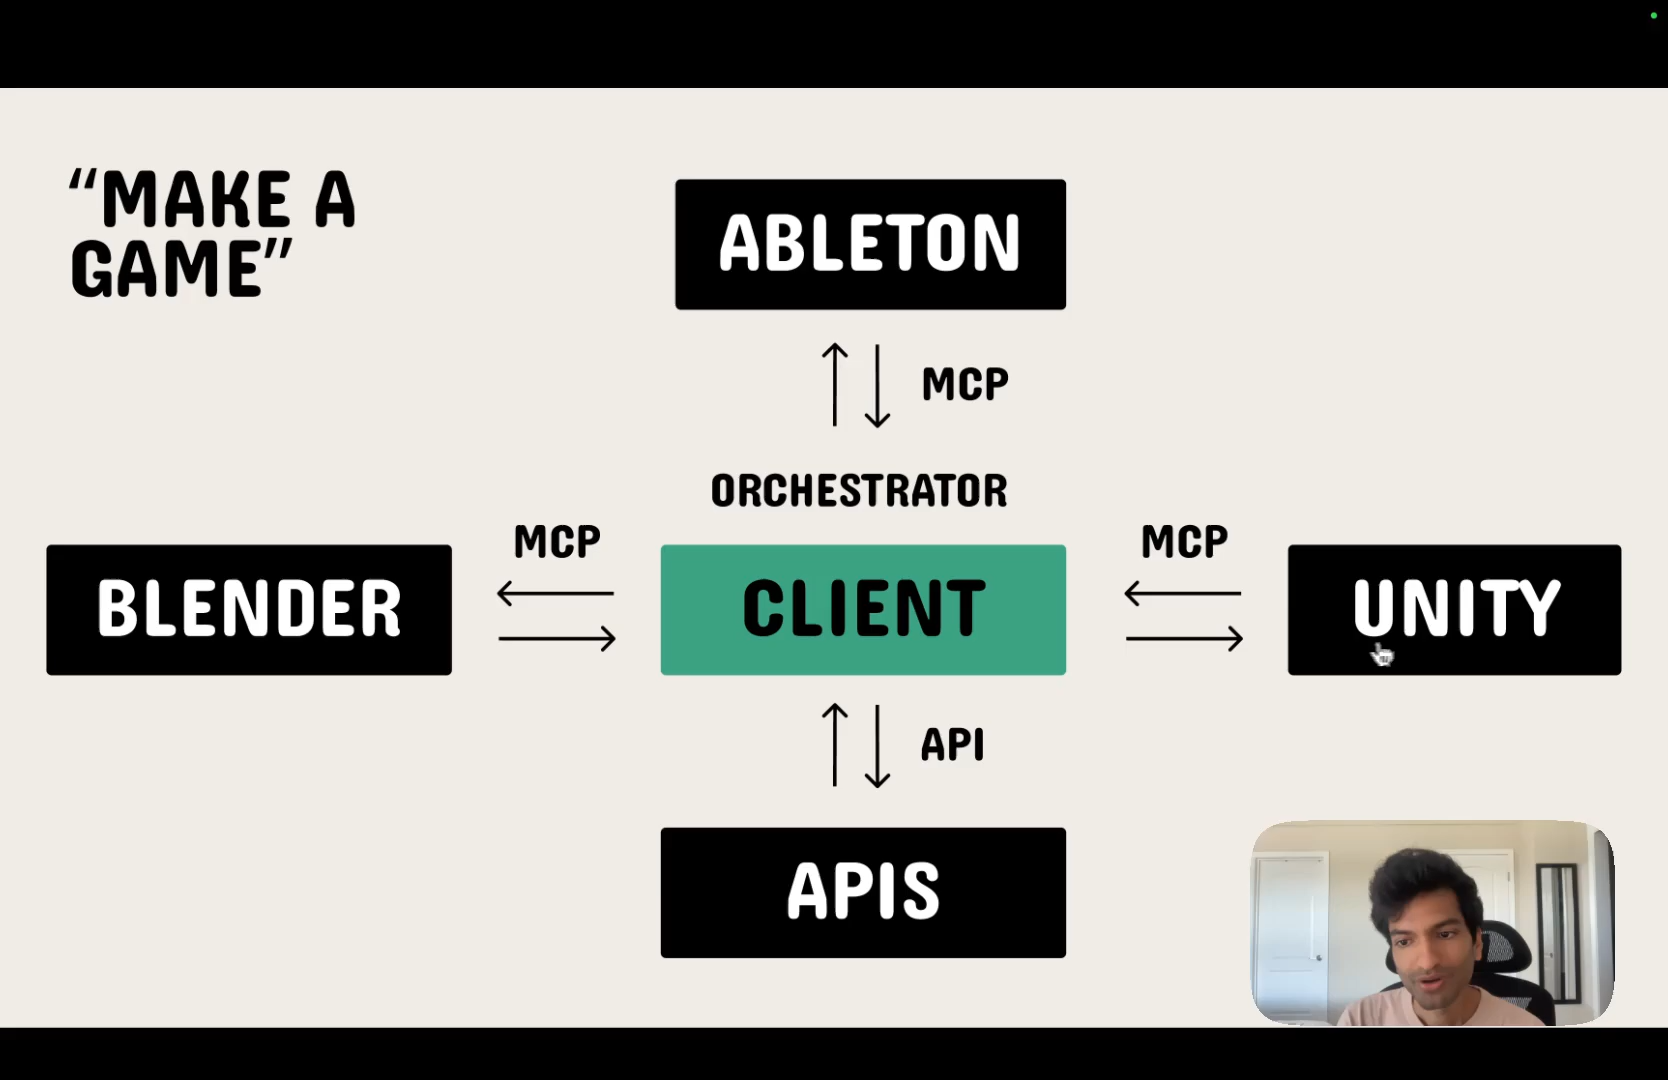 “MAKE A
GAME”
ABLETON
MCP
ORCHESTRATOR
MCP
MCP
BLENDER
CLIENT
UNITY
API
APIS